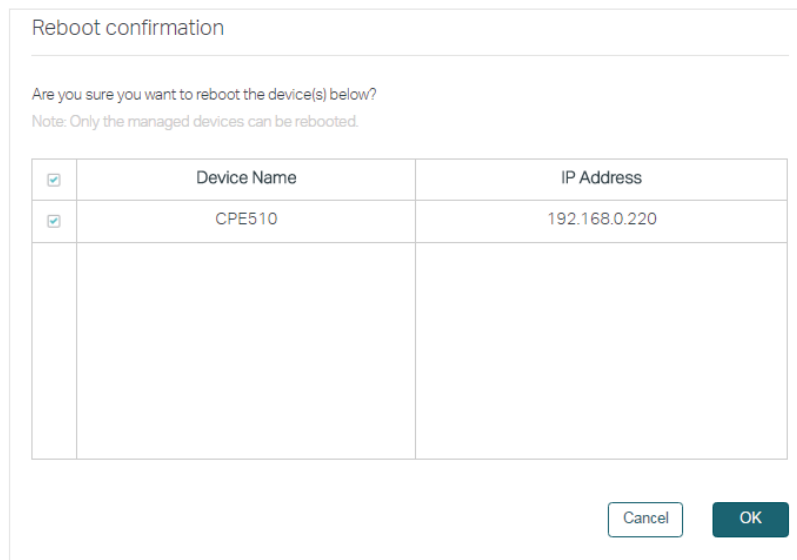 Reboot confirmation
Are you sure you want to reboot the device(s) below?
Note: Only the managed devices can be rebooted.
Device Name IP Address
CPE510 192.168.0.220
Cancel OK